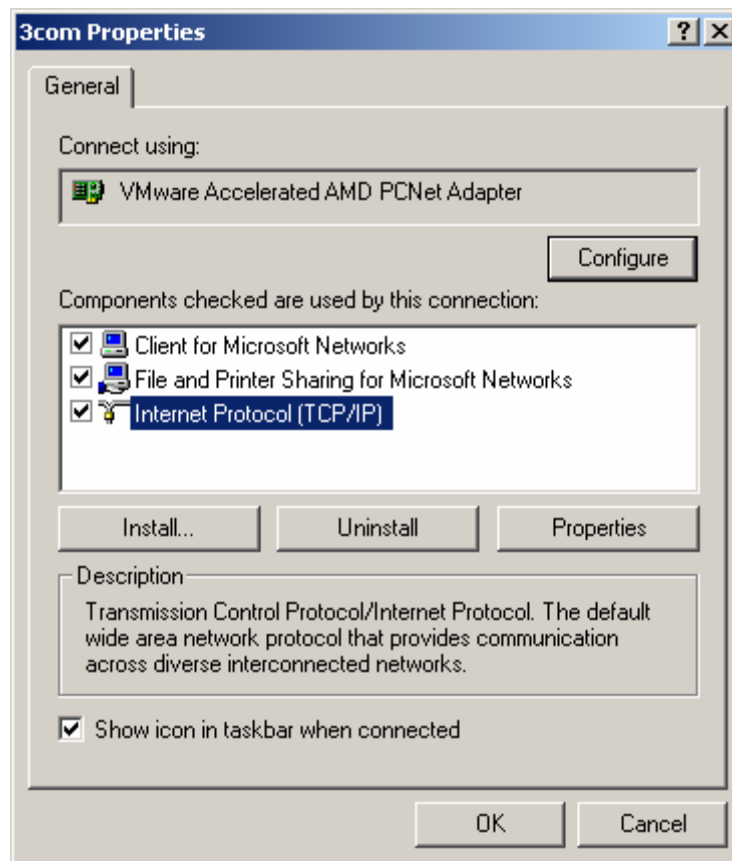 3com Properties
General
Connect using:
VMware Accelerated AMD PCNet Adapter
Configure
Components checked are used by this connection:
Client for Microsoft Networks
File and Printer Sharing for Microsoft Networks
Internet Protocol (TCP/IP)
Install...
Uninstall
Properties
Description
Transmission Control Protocol/Internet Protocol. The default
wide area network protocol that provides communication
across diverse interconnected networks.
Show icon in taskbar when connected
OK
Cancel